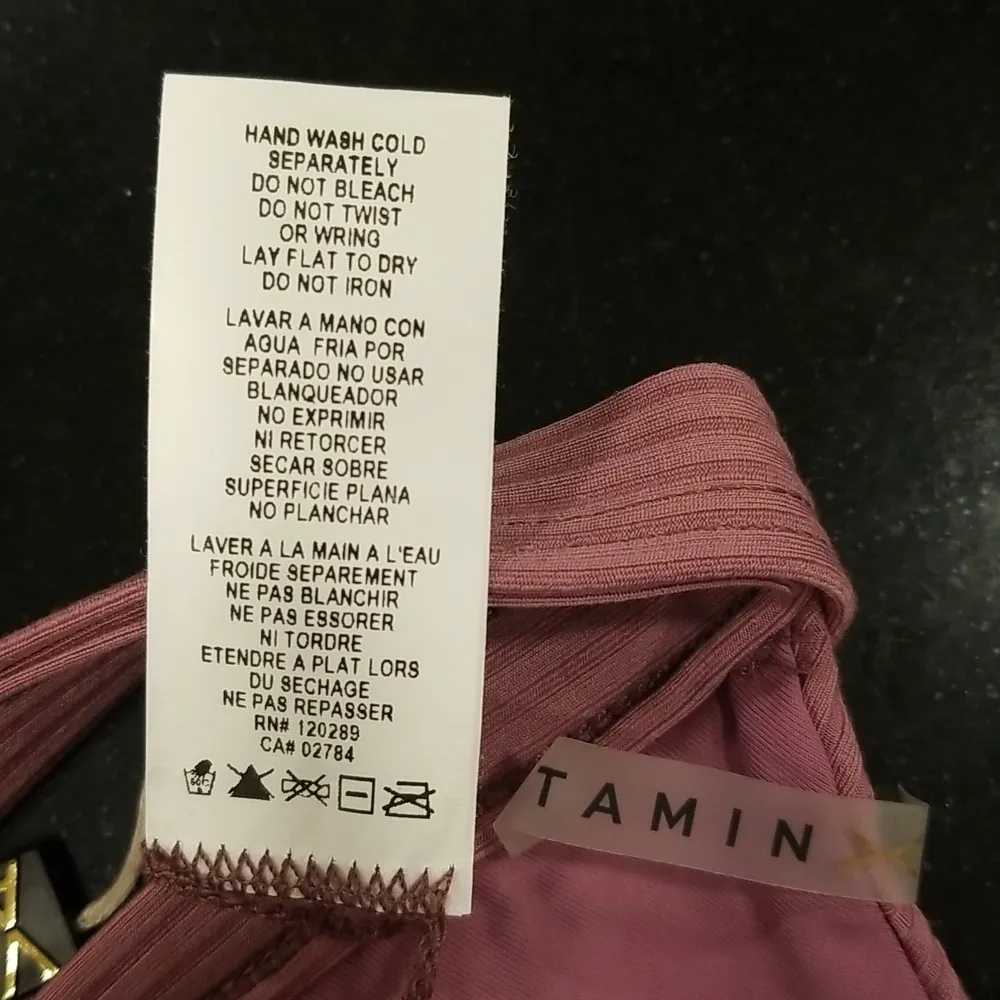 HAND WASH COLD
SEPARATELY
DO NOT BLEACH
DO NOT TWIST
OR WRING
LAY FLAT TO DRY
DO NOT IRON
LAVAR A MANO CON
AGUA FRIA POR
SEPARADO NO USAR
BLANQUEADOR
NO EXPRIMIR
NI RETORCER
SECAR SOBRE
SUPERFICIE PLANA
NO PLANCHAR
LAVER A LA MAIN A L'EAU
FROIDE SEPAREMENT
NE PAS BLANCHIR
NE PAS ESSORER
NI TORDRE
ETENDRE A PLAT LORS
DU SECHAGE
NE PAS REPASSER
RN# 120289
CA# 02784
TAMIN